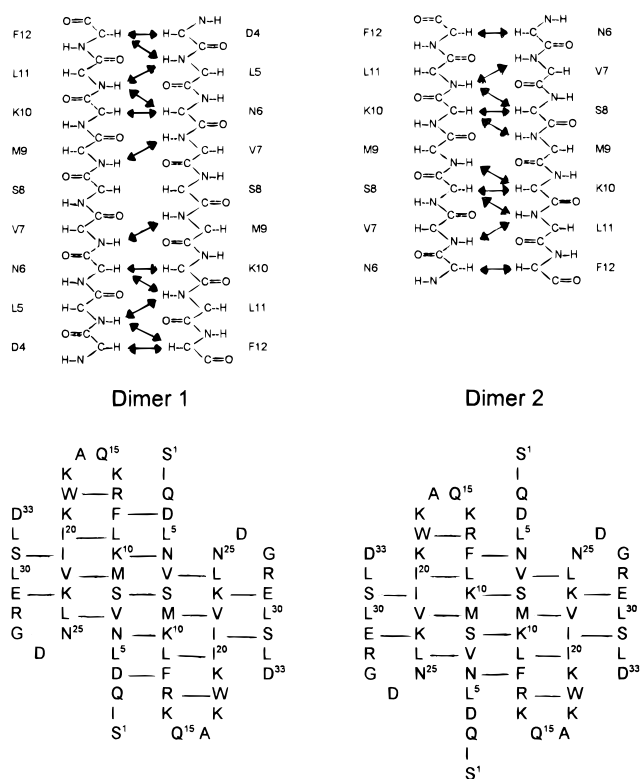 O=C N-H
F12 C-H H-C D4
H-N C=O
C=O H-N
L11 H-C C-H L5
N-H O=C
O=C N-H
K10 C-H H-C N6
H-N C=O
C=O H-N
M9 H-C C-H V7
N-H O=C
O=C N-H
S8 C-H H-C S8
H-N C=O
C=O H-N
V7 H-C C-H M9
N-H O=C
O=C N-H
N6 C-H H-C K10
H-N C=O
C=O H-N
L5 H-C C-H L11
N-H O=C
O=C N-H
D4 C-H H-C F12
H-N C=O
Dimer 1
O=C N-H
F12 C-H H-C N6
H-N C=O
C=O H-N
L11 H-C C-H V7
N-H O=C
O=C N-H
K10 C-H H-C S8
H-N C=O
C=O H-N
M9 H-C C-H M9
N-H O=C
O=C N-H
S8 C-H H-C K10
H-N C=O
C=O H-N
V7 H-C C-H L11
N-H O=C
O=C N-H
N6 C-H H-C F12
H-N C=O
Dimer 2
A Q¹⁵ S¹
K K I
W — R Q
D³³ K F — D
L I²⁰ L L⁵ D
S — I K¹⁰ — N N²⁵ G
L³⁰ V M V — L R
E — K S S K — E
R L — V M — V L³⁰
G N²⁵ N — K¹⁰ I — S
D L⁵ L I²⁰ L
D — F K D³³
Q R — W
I K K
S¹ Q¹⁵ A
S¹
I
A Q¹⁵ Q
K K D
W — R L⁵ D
D³³ K F — N N²⁵ G
L I²⁰ L V — L R
S — I K¹⁰ S K — E
L³⁰ V — M M — V L³⁰
E — K S — K¹⁰ I — S
R L — V L I²⁰ L
G N²⁵ N — F K D³³
D L⁵ R — W
D K K
Q Q¹⁵ A
I
S¹